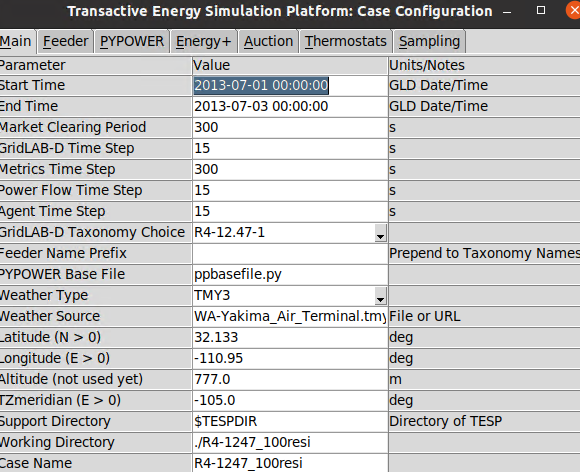 Transactive Energy Simulation Platform: Case Configuration
Main Feeder PYPOWER Energy+ Auction Thermostats Sampling
Parameter Value Units/Notes
Start Time 2013-07-01 00:00:00 GLD Date/Time
End Time 2013-07-03 00:00:00 GLD Date/Time
Market Clearing Period 300 s
GridLAB-D Time Step 15 s
Metrics Time Step 300 s
Power Flow Time Step 15 s
Agent Time Step 15 s
GridLAB-D Taxonomy Choice R4-12.47-1
Feeder Name Prefix Prepend to Taxonomy Names
PYPOWER Base File ppbasefile.py
Weather Type TMY3
Weather Source WA-Yakima_Air_Terminal.tmy File or URL
Latitude (N > 0) 32.133 deg
Longitude (E > 0) -110.95 deg
Altitude (not used yet) 777.0 m
TZmeridian (E > 0) -105.0 deg
Support Directory $TESPDIR Directory of TESP
Working Directory ./R4-1247_100resi
Case Name R4-1247_100resi